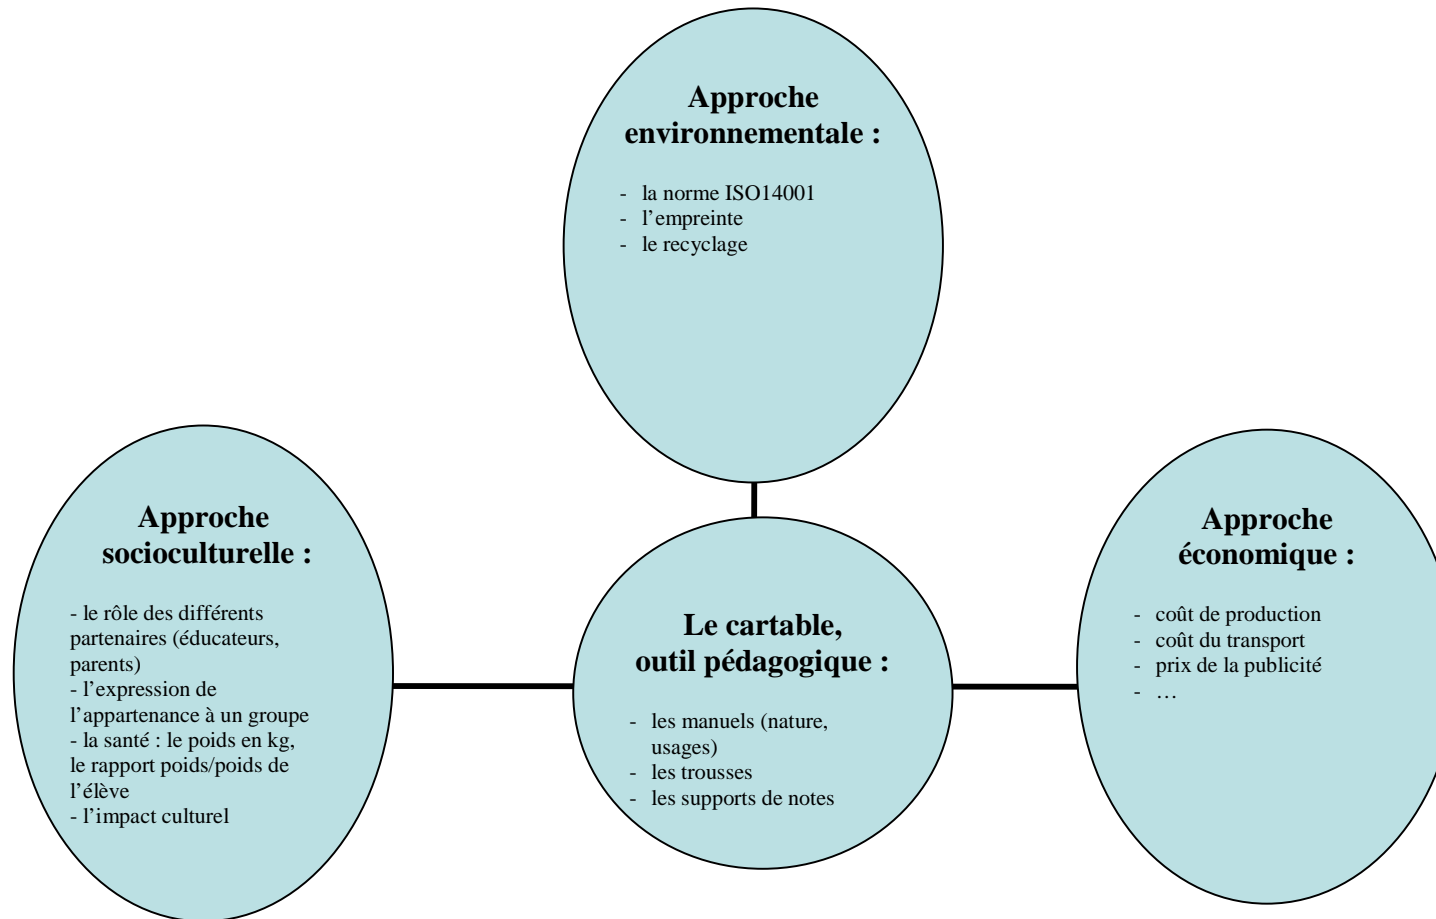 Approche
environnementale :
- la norme ISO14001
- l’empreinte
- le recyclage
Approche
socioculturelle :
- le rôle des différents
partenaires (éducateurs,
parents)
- l’expression de
l’appartenance à un groupe
- la santé : le poids en kg,
le rapport poids/poids de
l’élève
- l’impact culturel
Le cartable,
outil pédagogique :
- les manuels (nature,
usages)
- les trousses
- les supports de notes
Approche
économique :
- coût de production
- coût du transport
- prix de la publicité
- …